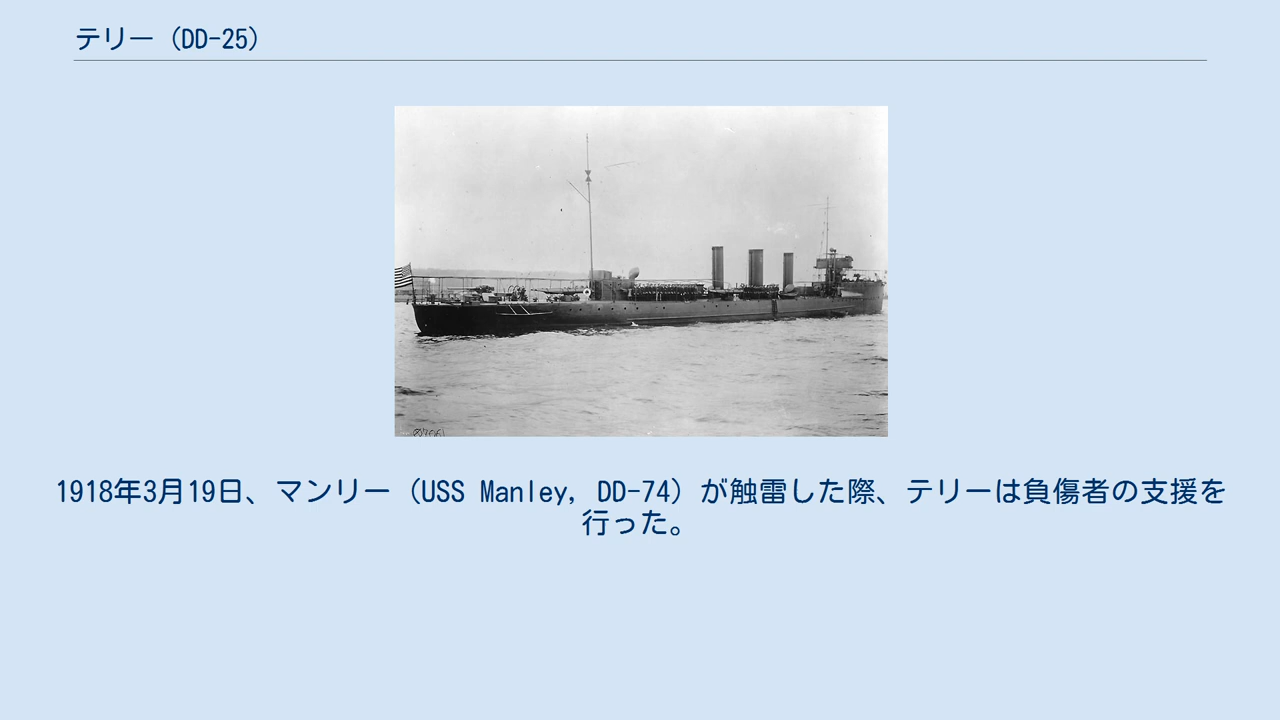 テリー（DD-25）
1918年3月19日、マンリー（USS Manley, DD-74）が触雷した際、テリーは負傷者の支援を
行った。